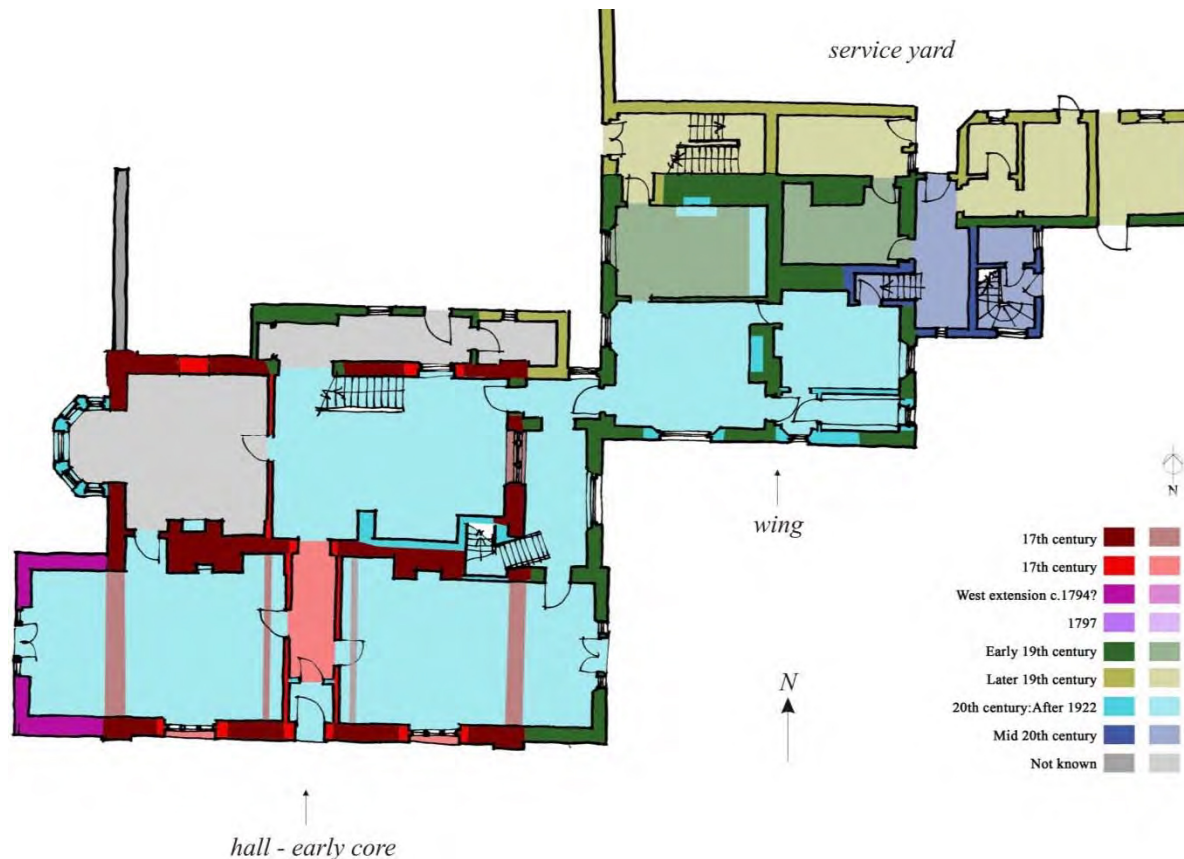 service yard
wing
N
N
hall - early core
17th century
17th century
West extension c.1794?
1797
Early 19th century
Later 19th century
20th century:After 1922
Mid 20th century
Not known